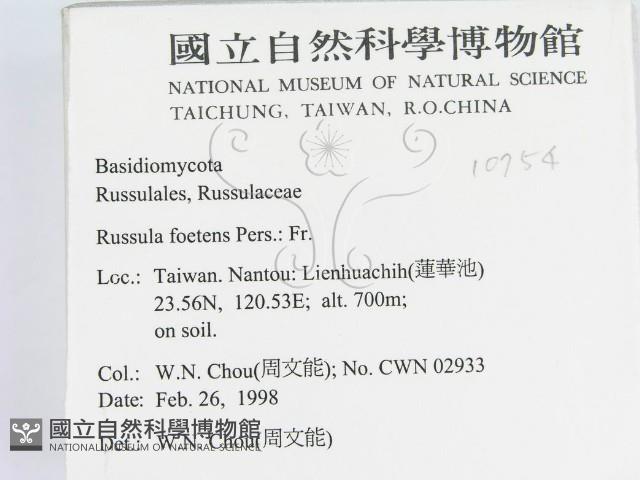 國立自然科學博物館
NATIONAL MUSEUM OF NATURAL SCIENCE
TAICHUNG, TAIWAN, R.O.CHINA
10754
Basidiomycota
Russulales, Russulaceae
Russula foetens Pers.: Fr.
Loc.: Taiwan. Nantou: Lienhuachih(蓮華池)
23.56N, 120.53E; alt. 700m;
on soil.
Col.: W.N. Chou(周文能); No. CWN 02933
Date: Feb. 26, 1998
Det.: W.N. Chou(周文能)
國立自然科學博物館
NATIONAL MUSEUM OF NATURAL SCIENCE